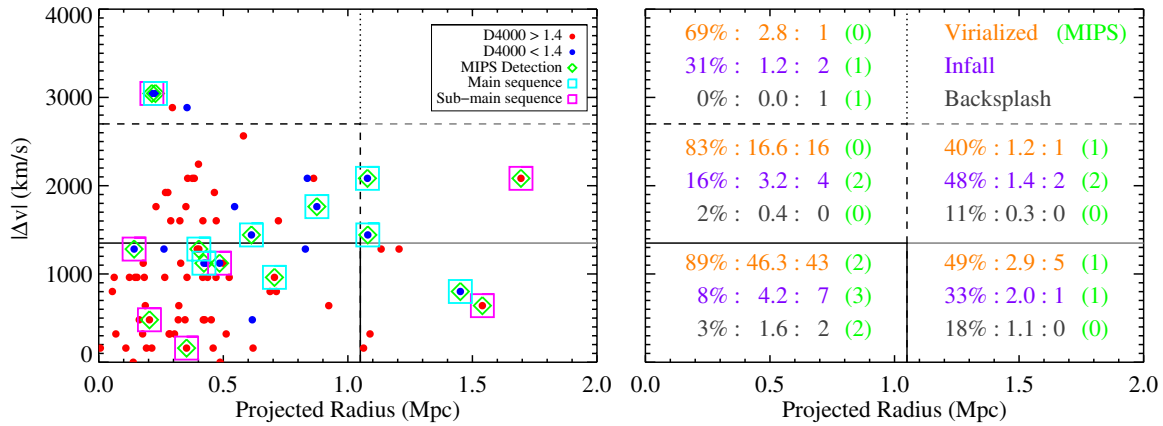 4000
3000
2000
1000
0
|Δv| (km/s)
D4000 > 1.4
D4000 < 1.4
MIPS Detection
Main sequence
Sub−main sequence
0.0 0.5 1.0 1.5 2.0
Projected Radius (Mpc)
69% : 2.8 : 1 (0) Virialized (MIPS)
31% : 1.2 : 2 (1) Infall
0% : 0.0 : 1 (1) Backsplash
83% : 16.6 : 16 (0) 40% : 1.2 : 1 (1)
16% : 3.2 : 4 (2) 48% : 1.4 : 2 (2)
2% : 0.4 : 0 (0) 11% : 0.3 : 0 (0)
89% : 46.3 : 43 (2) 49% : 2.9 : 5 (1)
8% : 4.2 : 7 (3) 33% : 2.0 : 1 (1)
3% : 1.6 : 2 (2) 18% : 1.1 : 0 (0)
0.0 0.5 1.0 1.5 2.0
Projected Radius (Mpc)